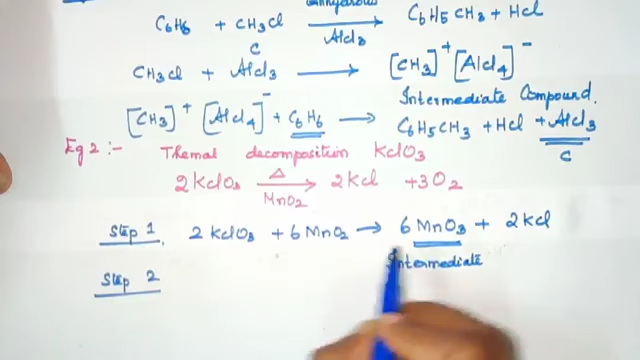 C6H6 + CH3Cl Anhydrous AlCl3 → C6H5CH3 + HCl
C
CH3Cl + AlCl3 → [CH3]+ [AlCl4]-
Intermediate Compound.
[CH3]+ [AlCl4]- + C6H6 → C6H5CH3 + HCl + AlCl3
C
Eg 2 :- Themal decomposition KClO3
2KClO3 Δ MnO2 → 2KCl + 3O2
Step 1 2KClO3 + 6MnO2 → 6MnO3 + 2KCl
Intermediate
Step 2